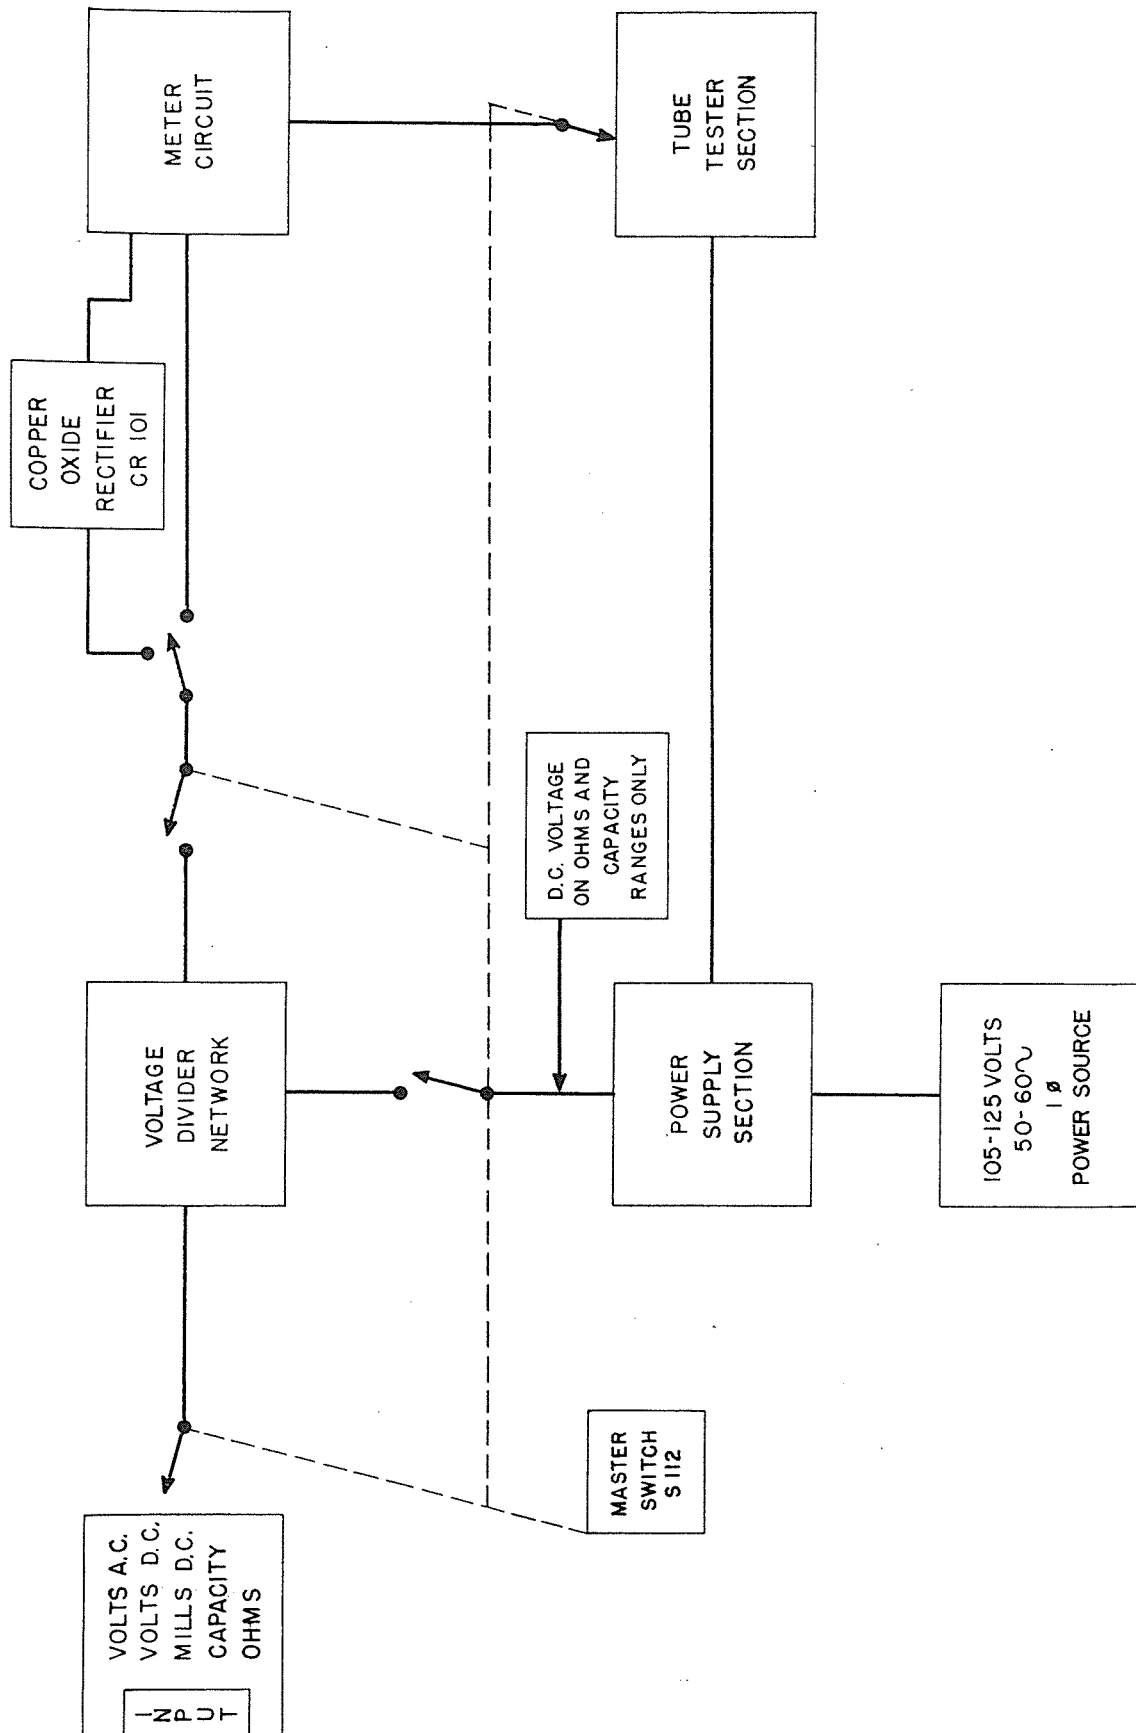 INPUT
VOLTS A.C.
VOLTS D.C.
MILLS D.C.
CAPACITY
OHMS
VOLTAGE
DIVIDER
NETWORK
COPPER
OXIDE
RECTIFIER
CR 101
METER
CIRCUIT
MASTER
SWITCH
S112
D.C. VOLTAGE
ON OHMS AND
CAPACITY
RANGES ONLY
POWER
SUPPLY
SECTION
TUBE
TESTER
SECTION
105-125 VOLTS
50-60~
1 ø
POWER SOURCE